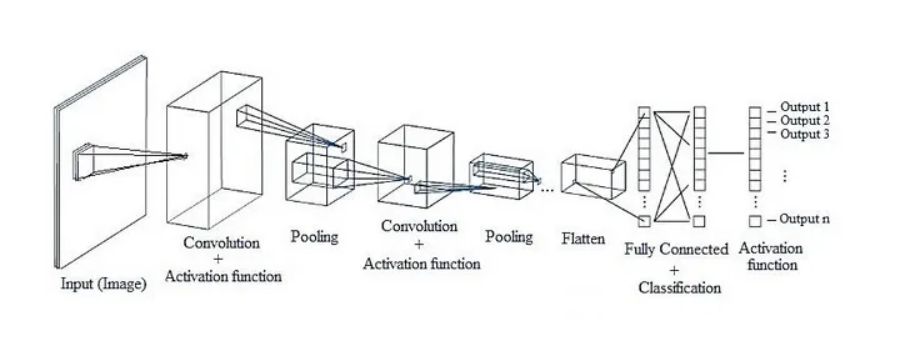 Input (Image)
Convolution
+
Activation function
Pooling
Convolution
+
Activation function
Pooling
...
Flatten
Fully Connected
+
Classification
Activation
function
Output 1
Output 2
Output 3
Output n